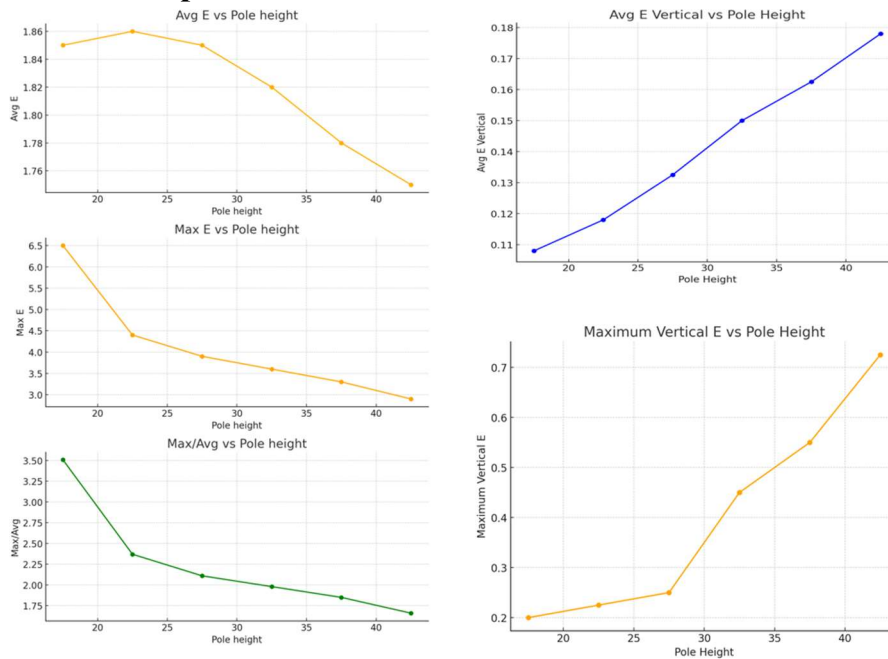 Avg E vs Pole height
1.86
1.84
1.82
1.80
1.78
1.76
Avg E
20 25 30 35 40
Pole height
Max E vs Pole height
6.5
6.0
5.5
5.0
4.5
4.0
3.5
3.0
Max E
20 25 30 35 40
Pole height
Max/Avg vs Pole height
3.50
3.25
3.00
2.75
2.50
2.25
2.00
1.75
Max/Avg
20 25 30 35 40
Pole height
Avg E Vertical vs Pole Height
0.18
0.17
0.16
0.15
0.14
0.13
0.12
0.11
Avg E Vertical
20 25 30 35 40
Pole Height
Maximum Vertical E vs Pole Height
0.7
0.6
0.5
0.4
0.3
0.2
Maximum Vertical E
20 25 30 35 40
Pole Height